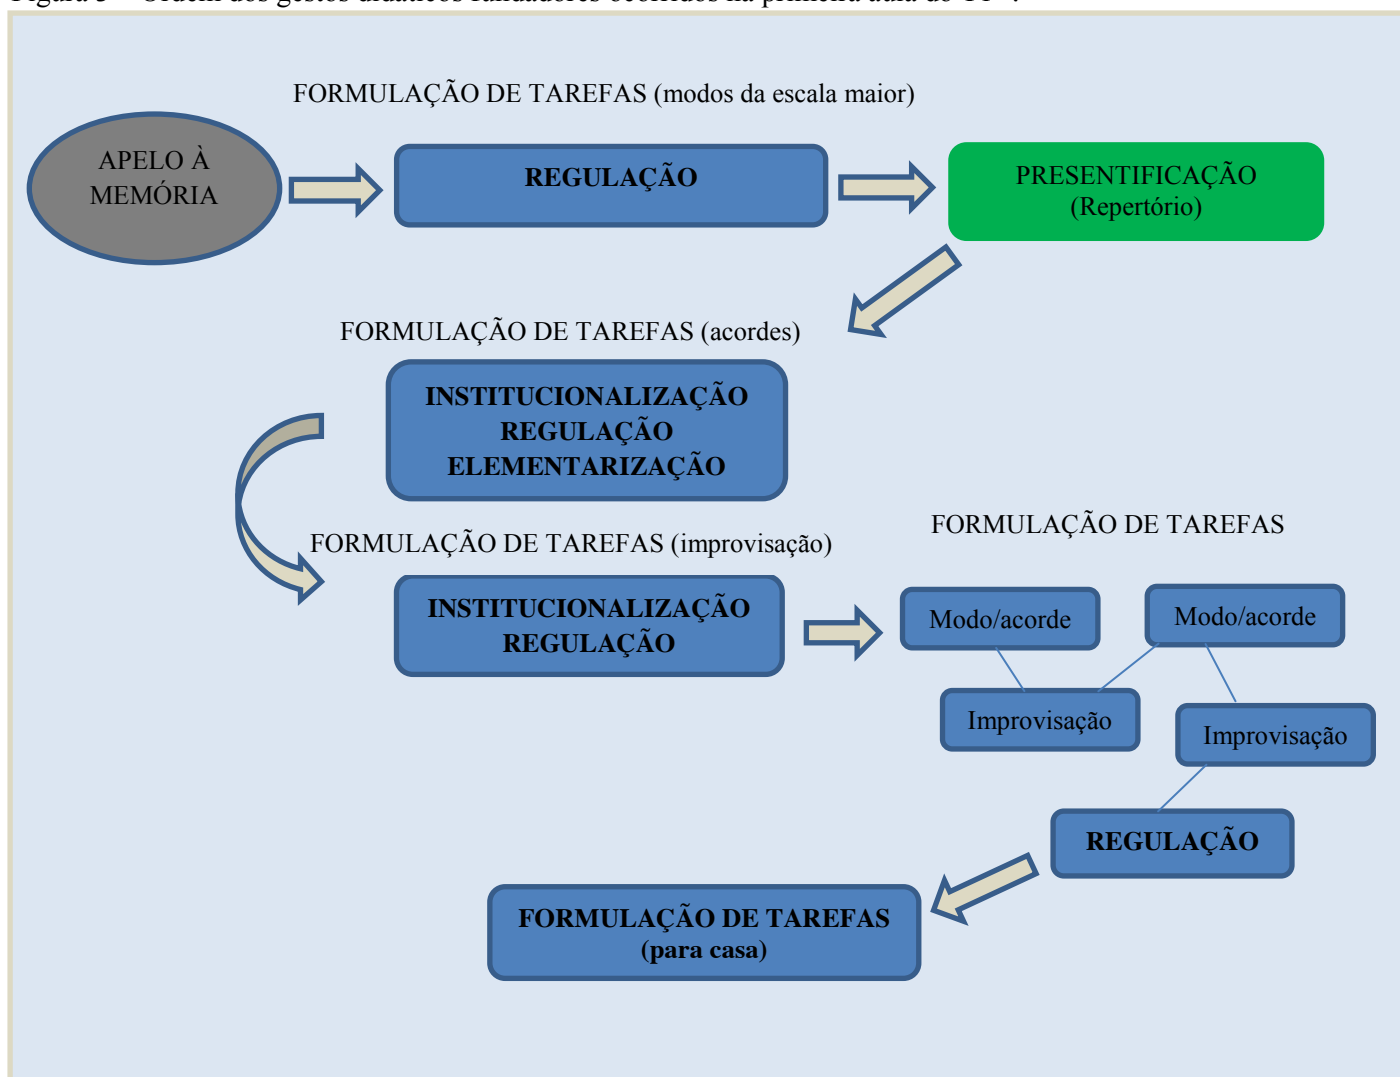 FORMULAÇÃO DE TAREFAS (modos da escala maior)
APELO À
MEMÓRIA
REGULAÇÃO
PRESENTIFICAÇÃO
(Repertório)
FORMULAÇÃO DE TAREFAS (acordes)
INSTITUCIONALIZAÇÃO
REGULAÇÃO
ELEMENTARIZAÇÃO
FORMULAÇÃO DE TAREFAS (improvisação)
INSTITUCIONALIZAÇÃO
REGULAÇÃO
FORMULAÇÃO DE TAREFAS
Modo/acorde
Modo/acorde
Improvisação
Improvisação
REGULAÇÃO
FORMULAÇÃO DE TAREFAS
(para casa)